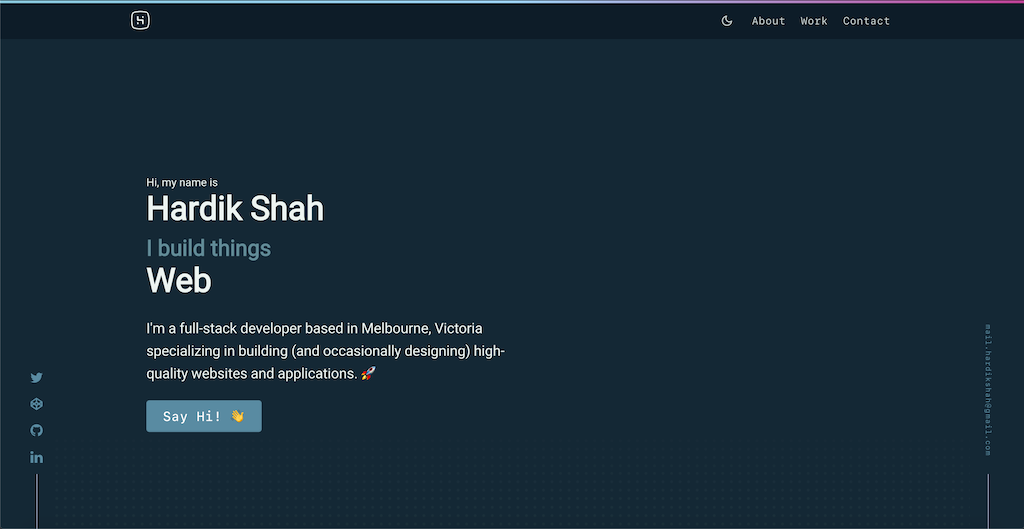 About Work Contact
Hi, my name is
Hardik Shah
I build things
Web
I'm a full-stack developer based in Melbourne, Victoria
specializing in building (and occasionally designing) high-
quality websites and applications. 🚀
Say Hi! 👋
mail.hardikshah@gmail.com